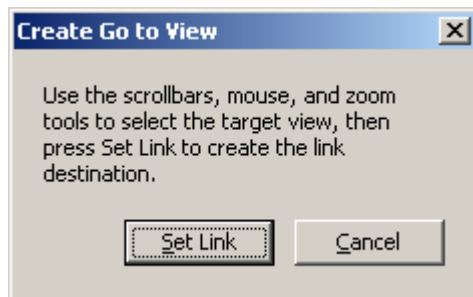 Create Go to View
Use the scrollbars, mouse, and zoom
tools to select the target view, then
press Set Link to create the link
destination.
Set Link
Cancel